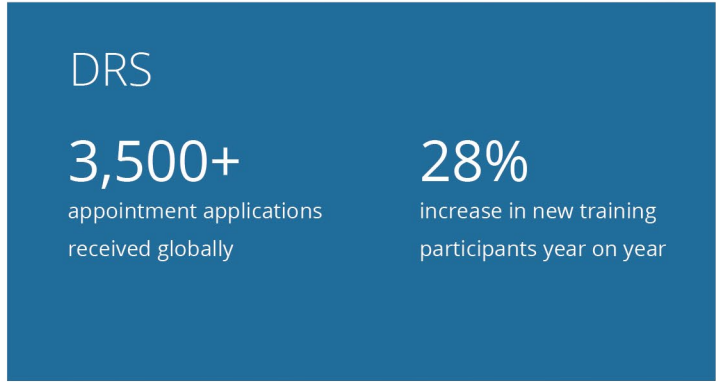 DRS
3,500+
appointment applications
received globally
28%
increase in new training
participants year on year